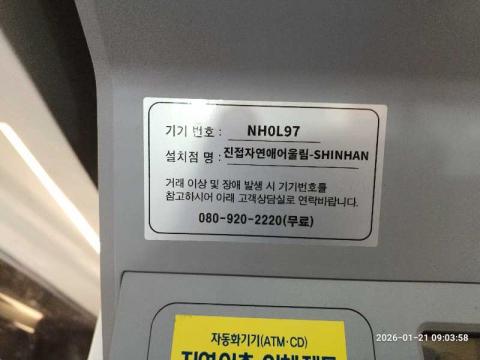 기기 번호 : NH0L97
설치점 명 : 진접자연애어울림-SHINHAN
거래 이상 및 장애 발생 시 기기번호를
참고하시어 아래 고객상담실로 연락바랍니다.
080-920-2220(무료)
자동화기기(ATM·CD)
2026-01-21 09:03:58